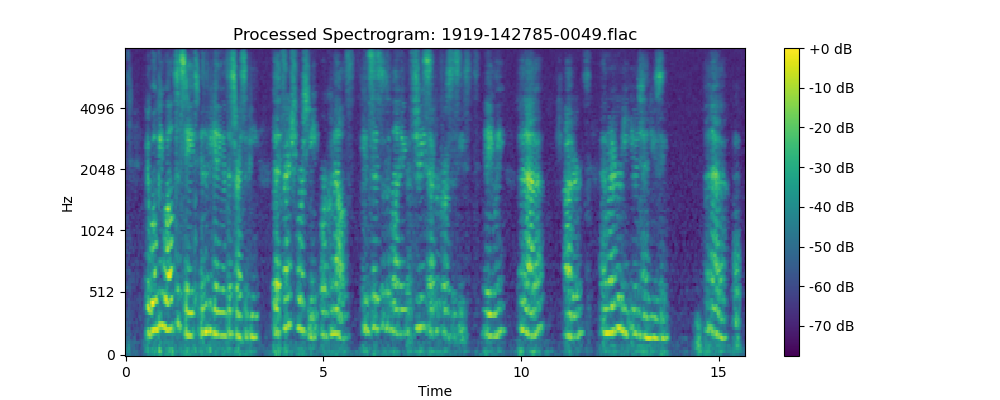 Processed Spectrogram: 1919-142785-0049.flac
+0 dB
-10 dB
4096
-20 dB
2048
-30 dB
Hz
1024
-40 dB
-50 dB
512
-60 dB
-70 dB
0
0 5 10 15
Time